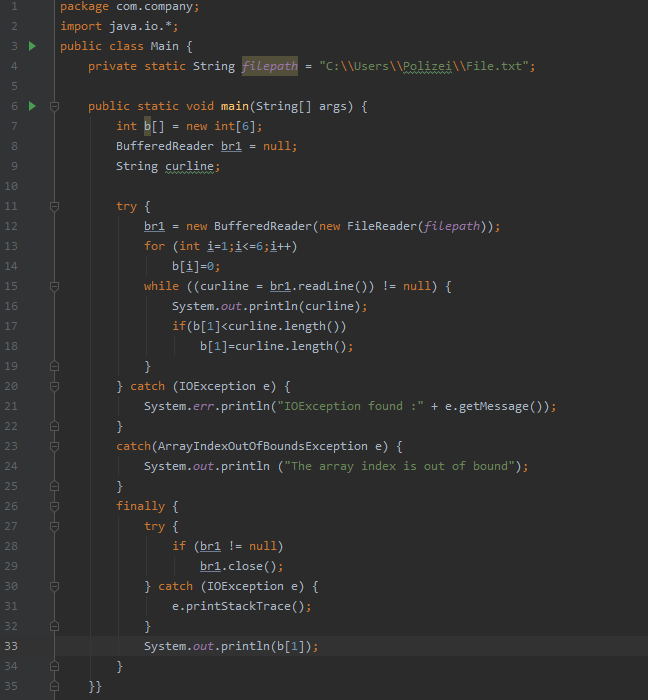 1 package com.company;
2 import java.io.*;
3 public class Main {
4 private static String filepath = "C:\\Users\\Polizei\\File.txt";
5
6 public static void main(String[] args) {
7 int b[] = new int[6];
8 BufferedReader br1 = null;
9 String curline;
10
11 try {
12 br1 = new BufferedReader(new FileReader(filepath));
13 for (int i=1;i<=6;i++)
14 b[i]=0;
15 while ((curline = br1.readLine()) != null) {
16 System.out.println(curline);
17 if(b[1]<curline.length())
18 b[1]=curline.length();
19 }
20 } catch (IOException e) {
21 System.err.println("IOException found :" + e.getMessage());
22 }
23 catch(ArrayIndexOutOfBoundsException e) {
24 System.out.println ("The array index is out of bound");
25 }
26 finally {
27 try {
28 if (br1 != null)
29 br1.close();
30 } catch (IOException e) {
31 e.printStackTrace();
32 }
33 System.out.println(b[1]);
34 }
35 }}